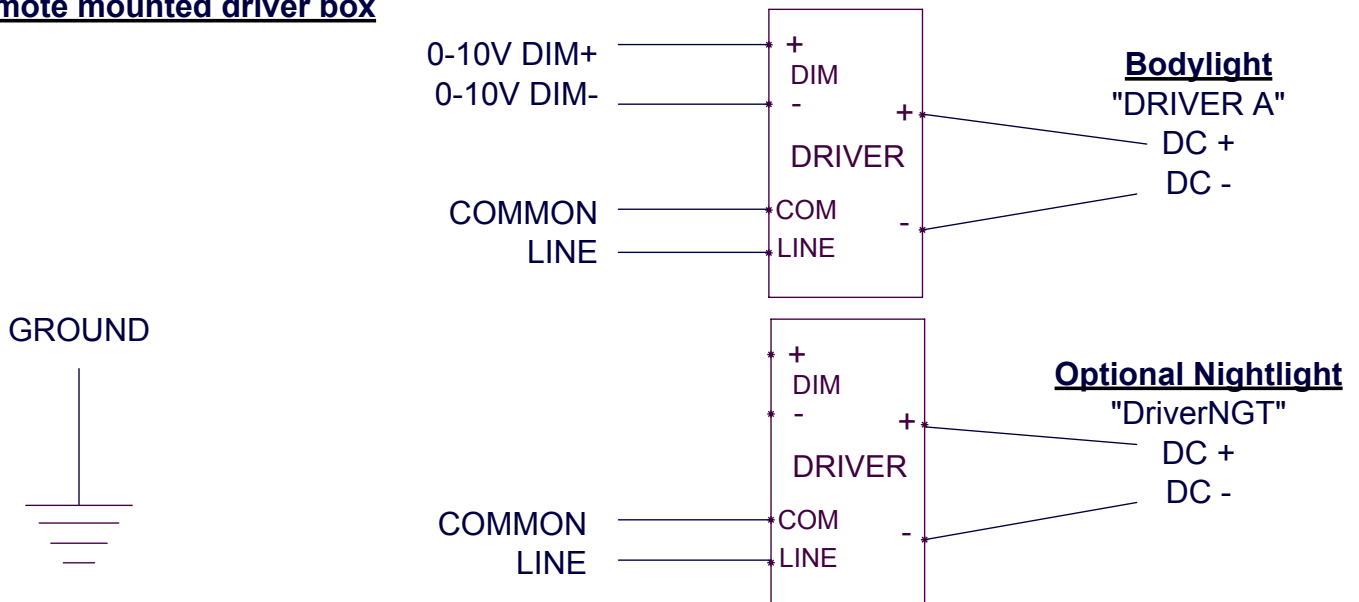 mote mounted driver box
0-10V DIM+
0-10V DIM-
COMMON
LINE
+
DIM
-
DRIVER
COM
LINE
+
-
Bodylight
"DRIVER A"
DC +
DC -
GROUND
COMMON
LINE
+
DIM
-
DRIVER
COM
LINE
+
-
Optional Nightlight
"DriverNGT"
DC +
DC -